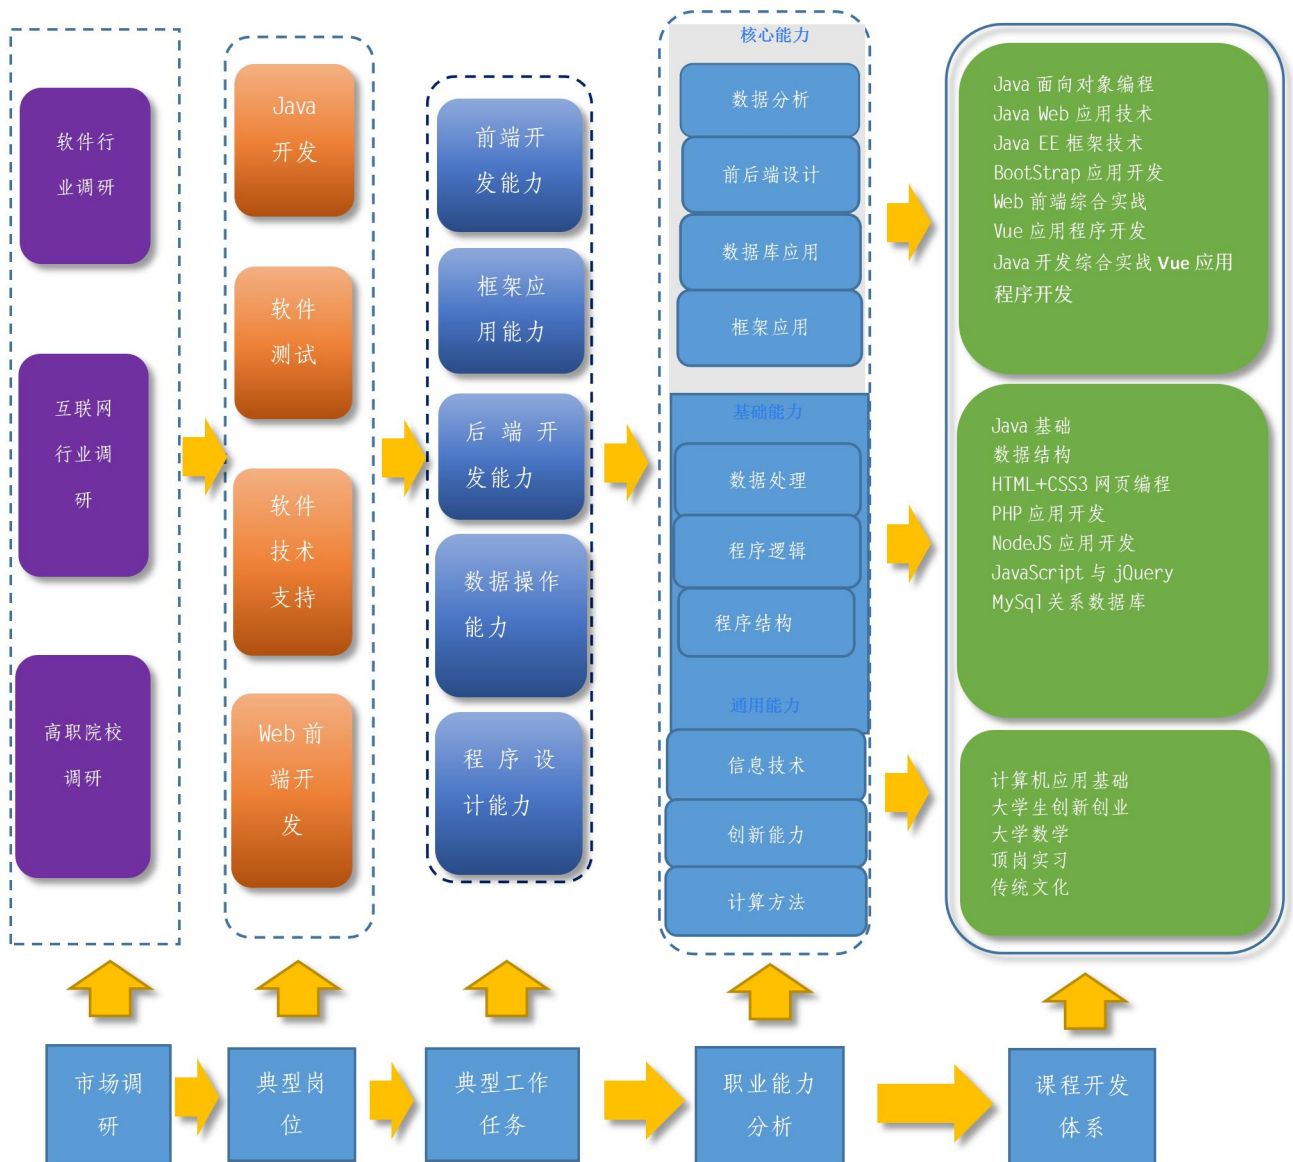 软件行
业调研
互联网
行业调
研
高职院校
调研
Java
开发
软件
测试
软件
技术
支持
Web 前
端开
发
前端开
发能力
框架应
用能力
后 端 开
发能力
数据操作
能力
程 序 设
计能力
核心能力
数据分析
前后端设计
数据库应用
框架应用
基础能力
数据处理
程序逻辑
程序结构
通用能力
信息技术
创新能力
计算方法
Java 面向对象编程
Java Web 应用技术
Java EE 框架技术
BootStrap 应用开发
Web 前端综合实战
Vue 应用程序开发
Java 开发综合实战 Vue 应用
程序开发
Java 基础
数据结构
HTML+CSS3 网页编程
PHP 应用开发
NodeJS 应用开发
JavaScript 与 jQuery
MySql 关系数据库
计算机应用基础
大学生创新创业
大学数学
顶岗实习
传统文化
市场调
研
典型岗
位
典型工作
任务
职业能力
分析
课程开发
体系